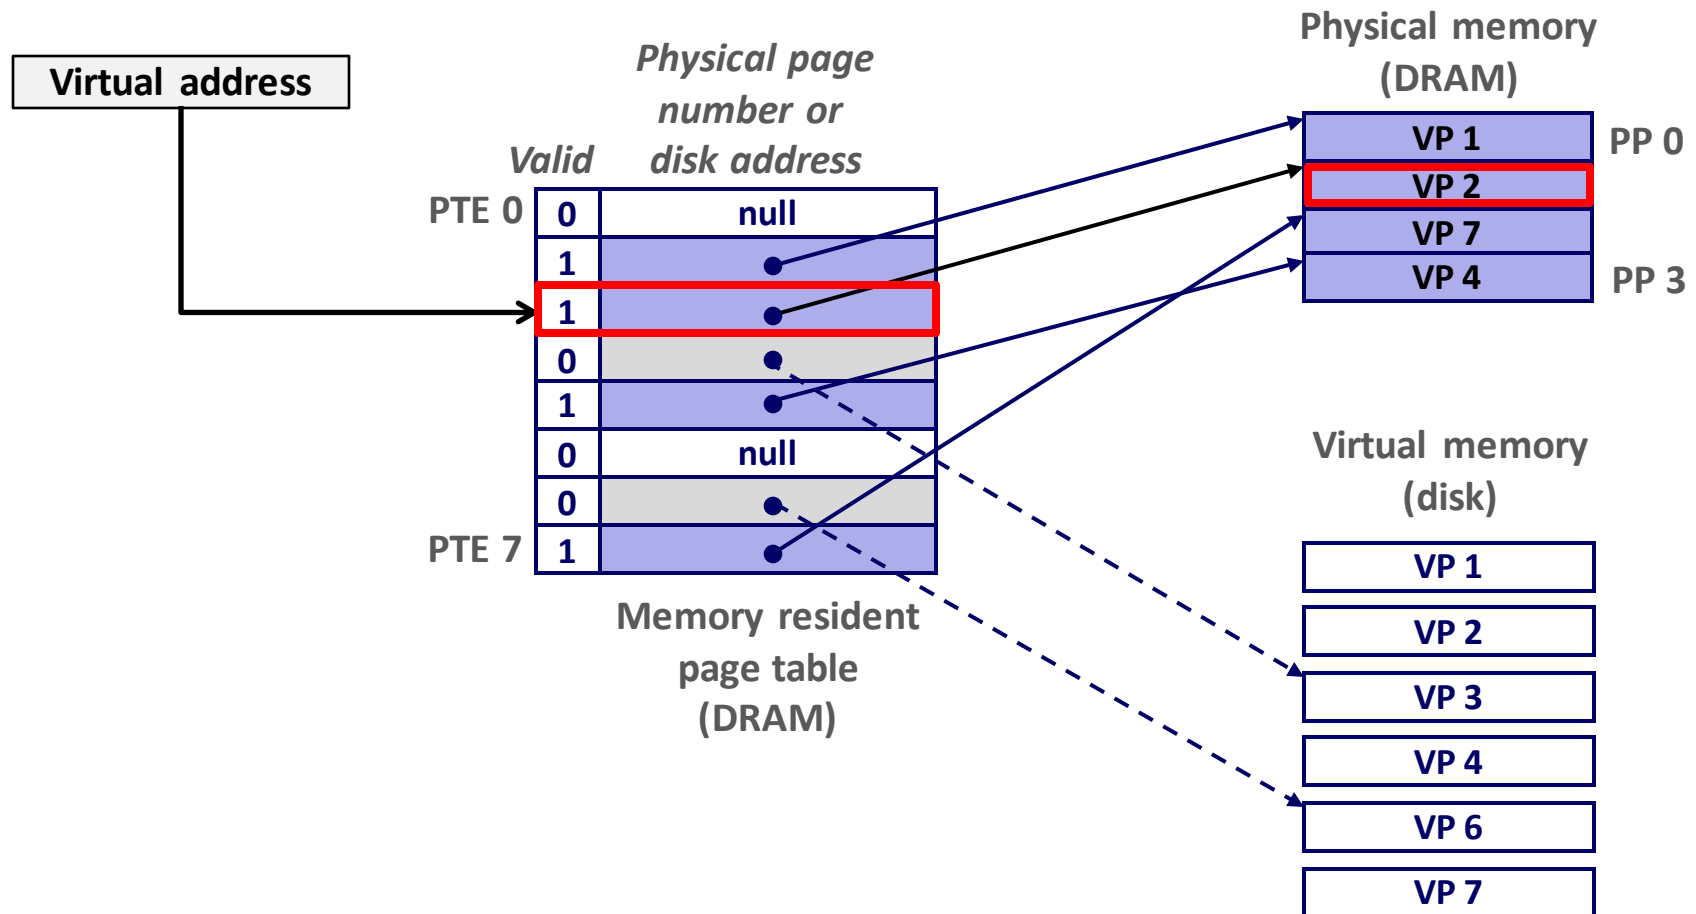 Virtual address
Physical page
number or
disk address
Valid
PTE 0
0
null
1
1
0
1
0
null
0
PTE 7
1
Memory resident
page table
(DRAM)
Physical memory
(DRAM)
VP 1
PP 0
VP 2
VP 7
VP 4
PP 3
Virtual memory
(disk)
VP 1
VP 2
VP 3
VP 4
VP 6
VP 7